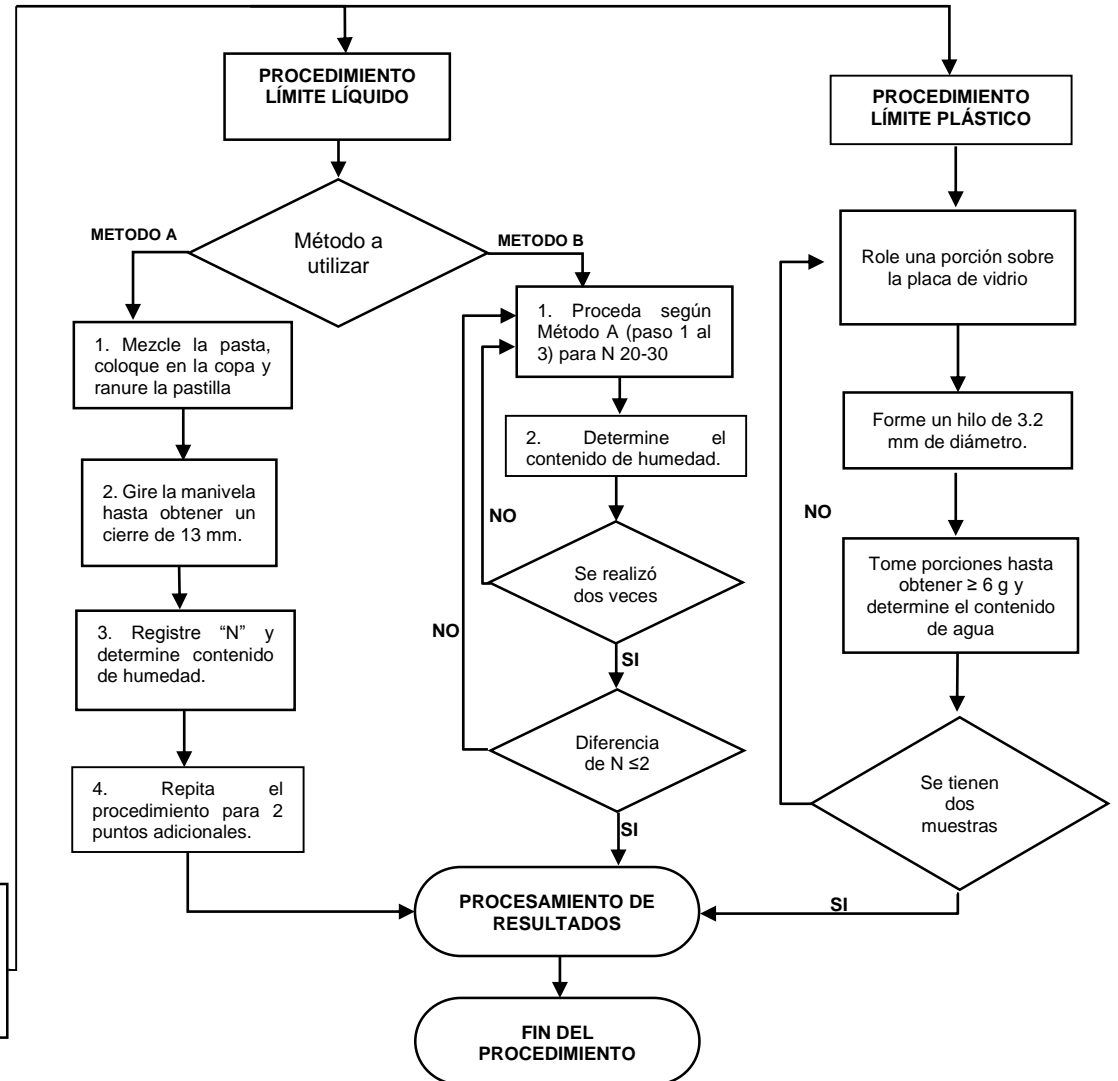 PROCEDIMIENTO
LÍMITE LÍQUIDO
METODO A
Método a
utilizar
METODO B
1. Mezcle la pasta,
coloque en la copa y
ranure la pastilla
2. Gire la manivela
hasta obtener un
cierre de 13 mm.
3. Registre “N” y
determine contenido
de humedad.
4. Repita el
procedimiento para 2
puntos adicionales.
1. Proceda según
Método A (paso 1 al
3) para N 20-30
2. Determine el
contenido de humedad.
NO
Se realizó
dos veces
SI
NO
Diferencia
de N ≤2
SI
PROCEDIMIENTO
LÍMITE PLÁSTICO
Role una porción sobre
la placa de vidrio
Forme un hilo de 3.2
mm de diámetro.
NO
Tome porciones hasta
obtener ≥ 6 g y
determine el contenido
de agua
Se tienen
dos
muestras
SI
PROCESAMIENTO DE
RESULTADOS
FIN DEL
PROCEDIMIENTO